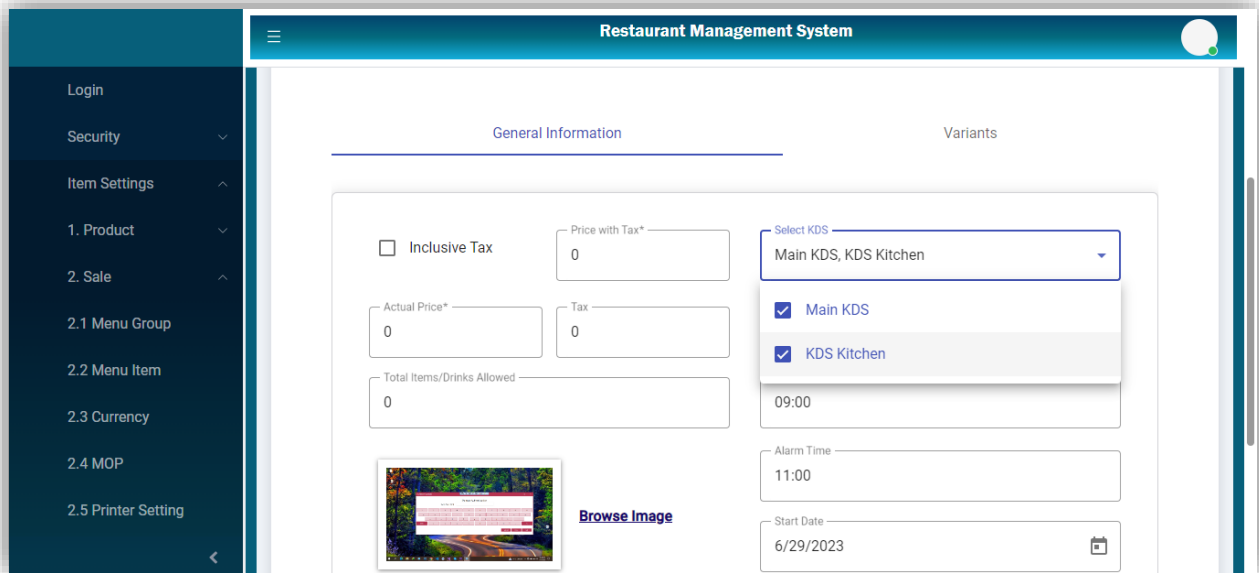 Restaurant Management System
Login
Security
Item Settings
1. Product
2. Sale
2.1 Menu Group
2.2 Menu Item
2.3 Currency
2.4 MOP
2.5 Printer Setting
General Information
Variants
Inclusive Tax
Price with Tax*
0
Select KDS
Main KDS, KDS Kitchen
Main KDS
KDS Kitchen
Actual Price*
0
Tax
0
Total Items/Drinks Allowed
0
09:00
Alarm Time
11:00
Browse Image
Start Date
6/29/2023